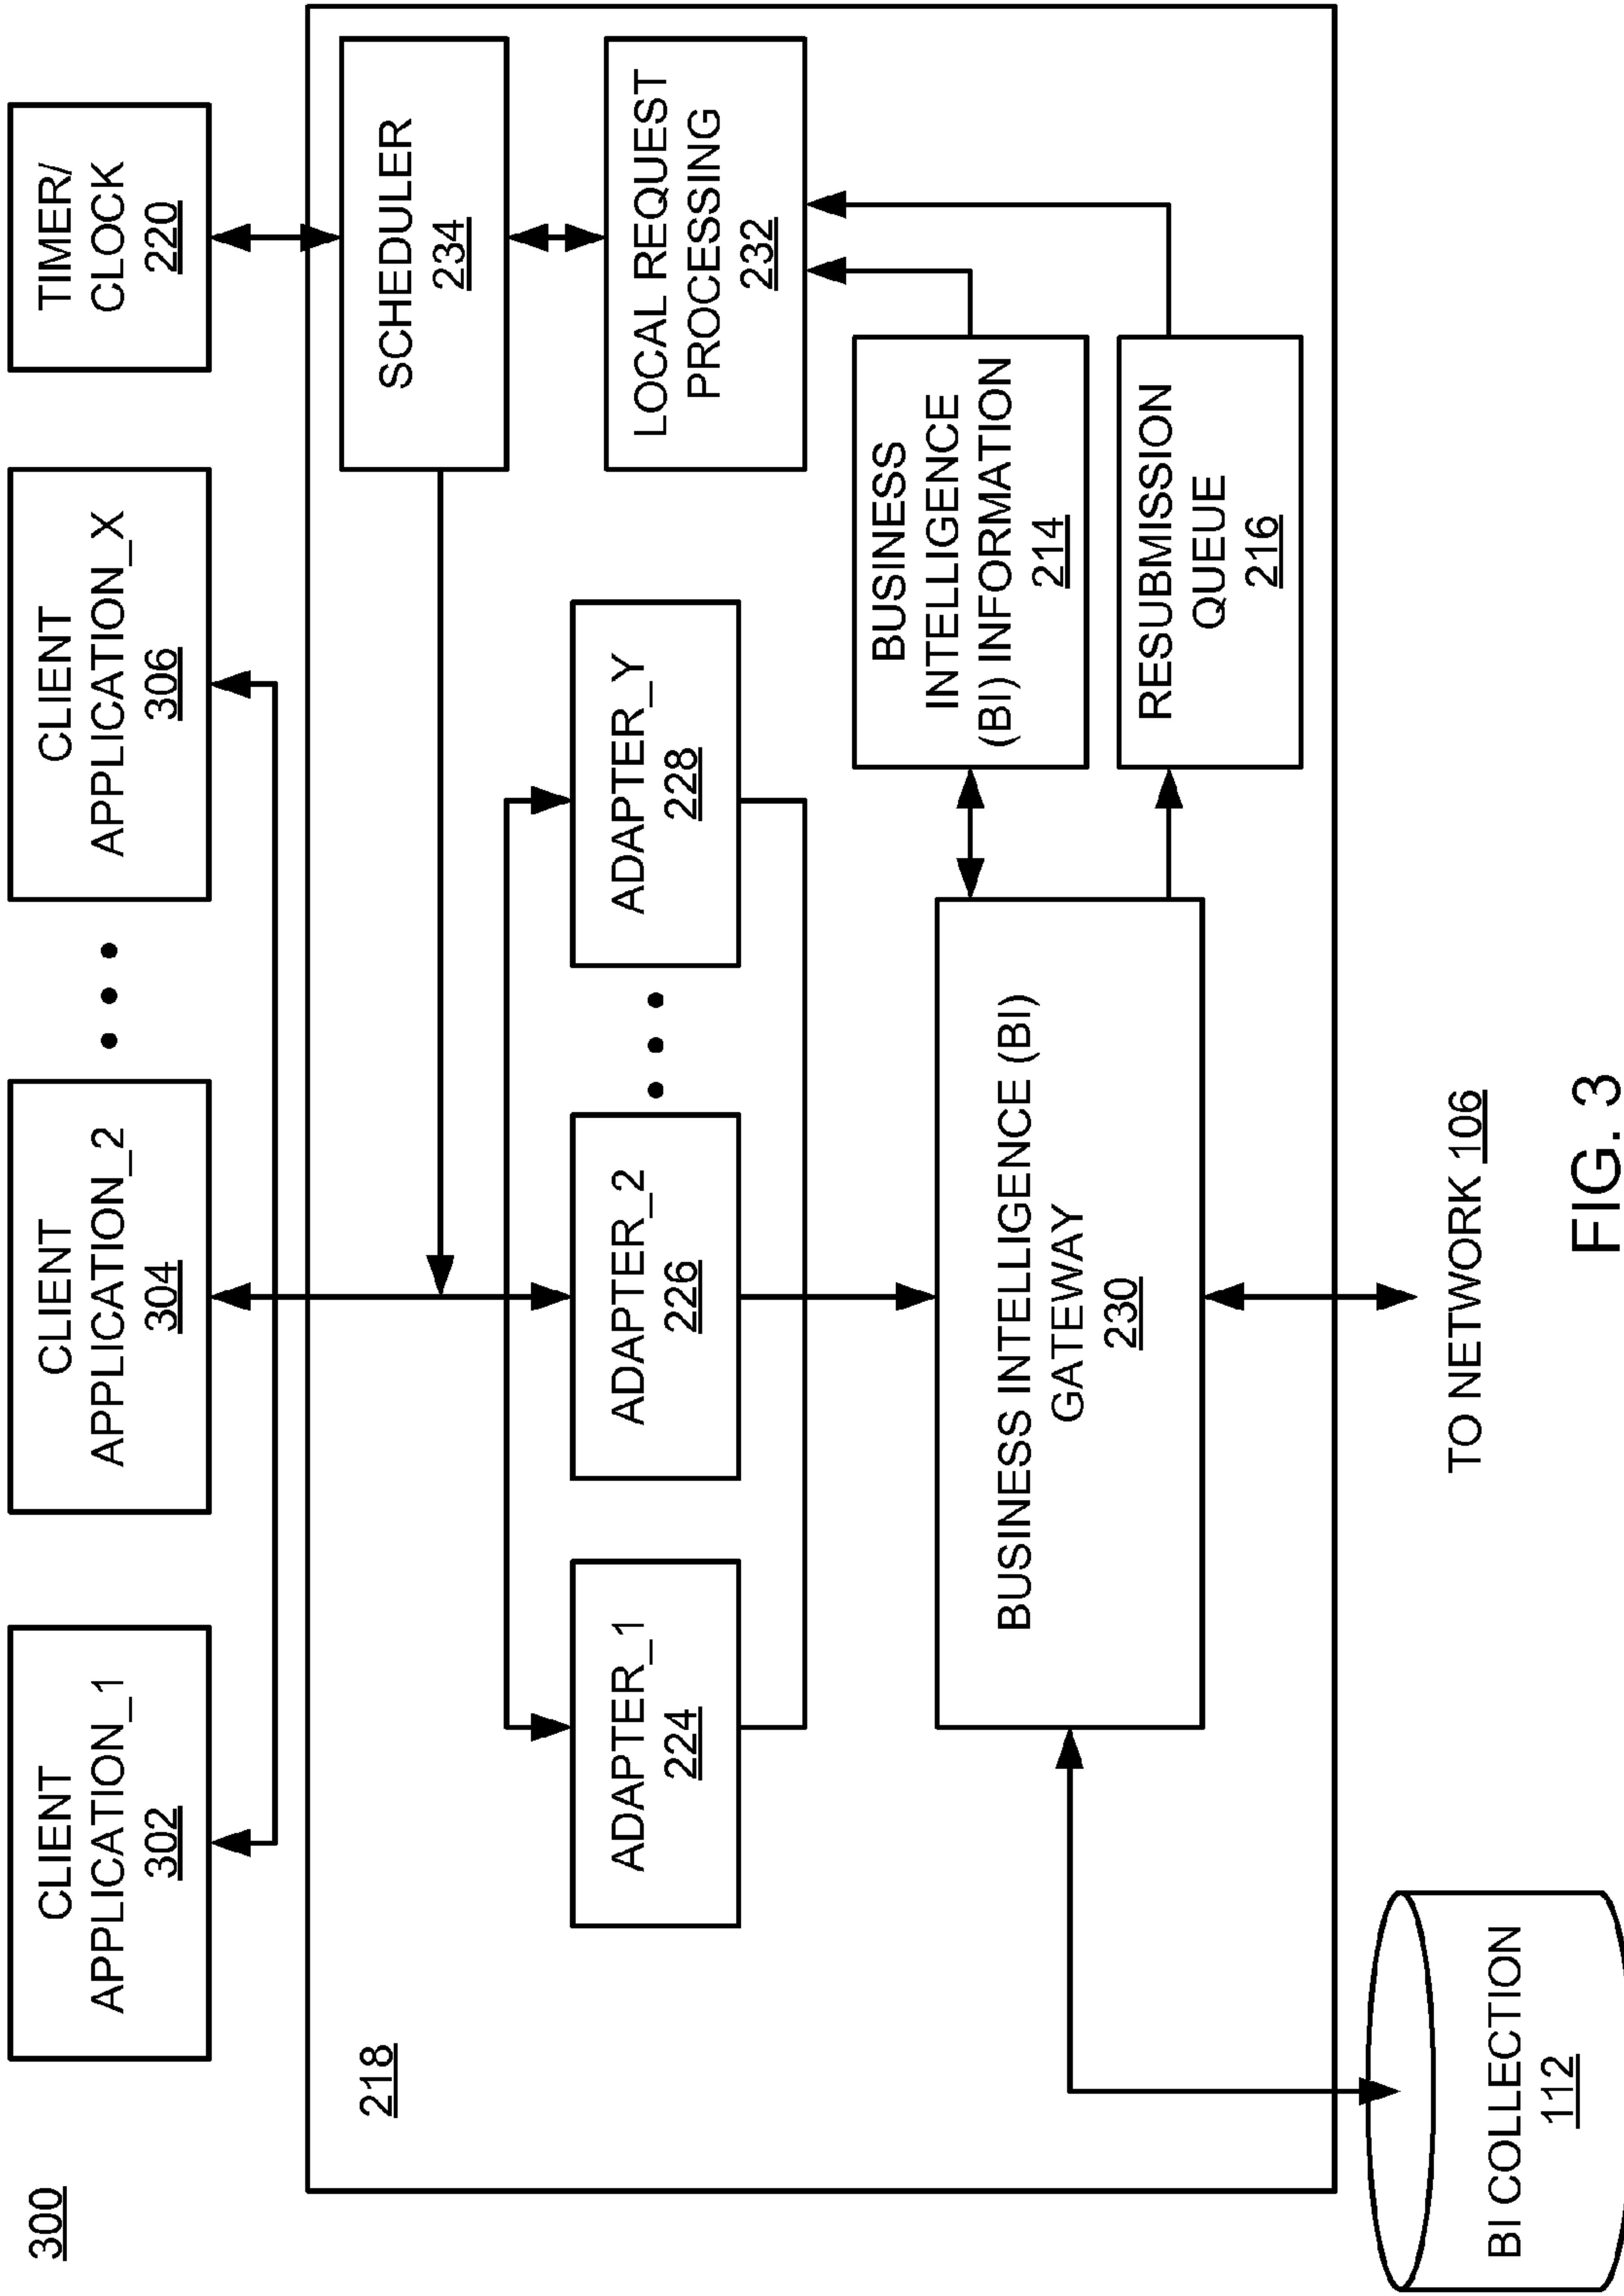 300
CLIENT
APPLICATION_1
302
CLIENT
APPLICATION_2
304
CLIENT
APPLICATION_X
306
TIMER/
CLOCK
220
218
SCHEDULER
234
ADAPTER_1
224
ADAPTER_2
226
ADAPTER_Y
228
LOCAL REQUEST
PROCESSING
232
BUSINESS INTELLIGENCE (BI)
GATEWAY
230
BUSINESS
INTELLIGENCE
(BI) INFORMATION
214
RESUBMISSION
QUEUE
216
BI COLLECTION
112
TO NETWORK 106
FIG. 3